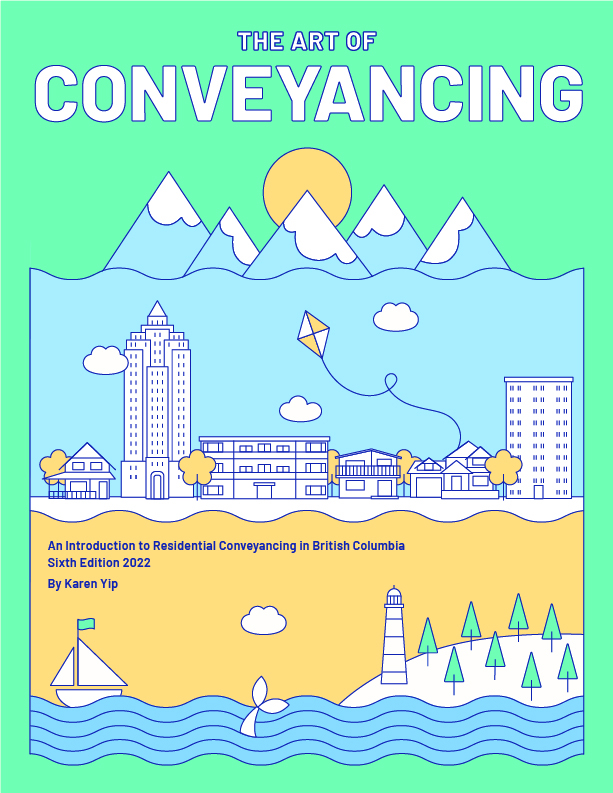 THE ART OF
CONVEYANCING
An Introduction to Residential Conveyancing in British Columbia
Sixth Edition 2022
By Karen Yip